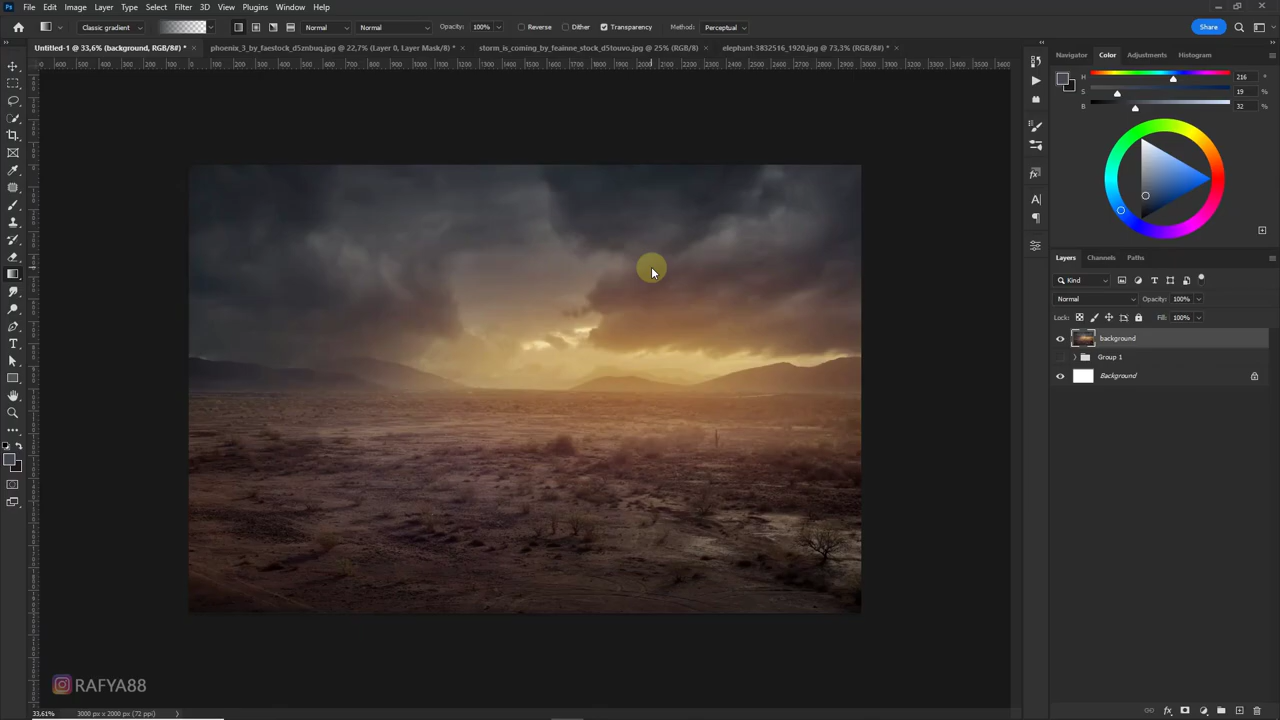 File Edit Image Layer Type Select Filter 3D View Plugins Window Help
Classic gradient Normal Normal Opacity: 100% Reverse Dither Transparency Method: Perceptual Share
Untitled-1 @ 33,6% (background, RGB/8#) * × phoenix_3_by_faestock_d5znbuq.jpg @ 22,7% (Layer 0, Layer Mask/8) * × storm_is_coming_by_feainne_stock_d5touvo.jpg @ 25% (RGB/8) × elephant-3832516_1920.jpg @ 73,3% (RGB/8#) * ×
Navigator Color Adjustments Histogram
H 216 °
S 19 %
B 32 %
Layers Channels Paths
Kind
Normal Opacity: 100%
Lock: Fill: 100%
background
Group 1
Background
RAFYA88
33,61% 3000 px x 2000 px (72 ppi)